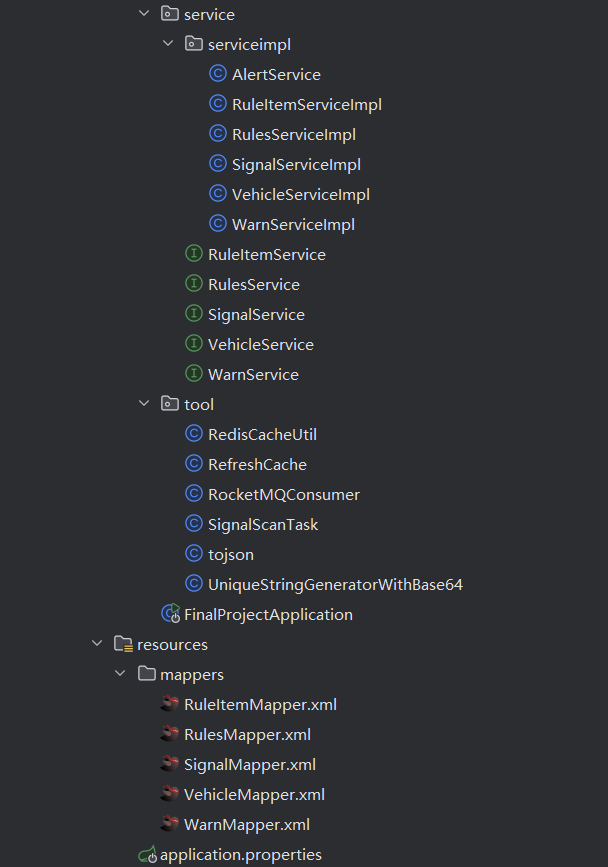 service
serviceimpl
AlertService
RuleItemServiceImpl
RulesServiceImpl
SignalServiceImpl
VehicleServiceImpl
WarnServiceImpl
RuleItemService
RulesService
SignalService
VehicleService
WarnService
tool
RedisCacheUtil
RefreshCache
RocketMQConsumer
SignalScanTask
tojson
UniqueStringGeneratorWithBase64
FinalProjectApplication
resources
mappers
RuleItemMapper.xml
RulesMapper.xml
SignalMapper.xml
VehicleMapper.xml
WarnMapper.xml
application.properties